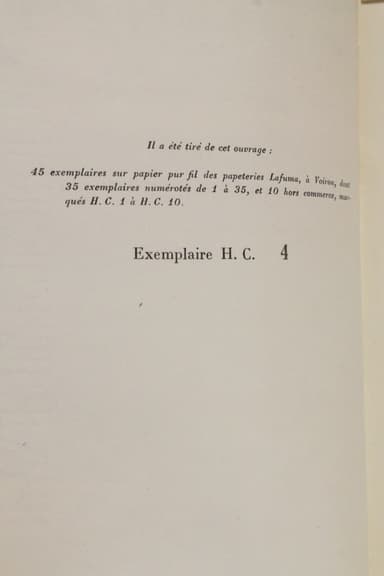 Il a été tiré de cet ouvrage :
45 exemplaires sur papier pur fil des papeteries Lafuma, à Voiron, dont
35 exemplaires numérotés de 1 à 35, et 10 hors commerce, mar-
qués H. C. 1 à H. C. 10.
Exemplaire H. C. 4